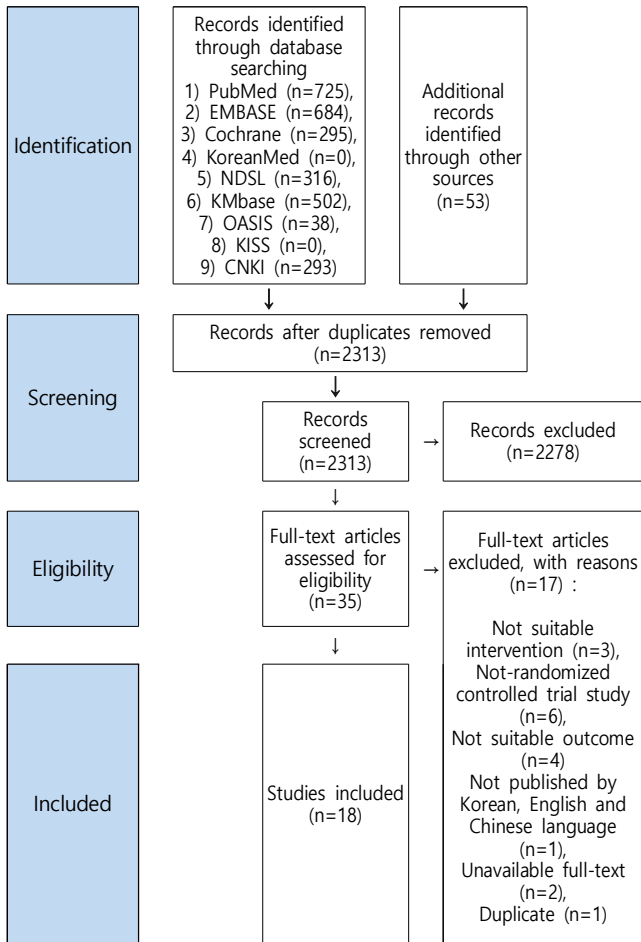 Identification
Records identified
through database
searching
1) PubMed (n=725),
2) EMBASE (n=684),
3) Cochrane (n=295),
4) KoreanMed (n=0),
5) NDSL (n=316),
6) KMbase (n=502),
7) OASIS (n=38),
8) KISS (n=0),
9) CNKI (n=293)
Additional
records
identified
through other
sources
(n=53)
↓
↓
Screening
Records after duplicates removed
(n=2313)
↓
Records
screened
(n=2313)
→
Records excluded
(n=2278)
↓
Eligibility
Full-text articles
assessed for
eligibility
(n=35)
→
Full-text articles
excluded, with reasons
(n=17) :
Not suitable
intervention (n=3),
Not-randomized
controlled trial study
(n=6),
Not suitable outcome
(n=4)
Not published by
Korean, English and
Chinese language
(n=1),
Unavailable full-text
(n=2),
Duplicate (n=1)
↓
Included
Studies included
(n=18)